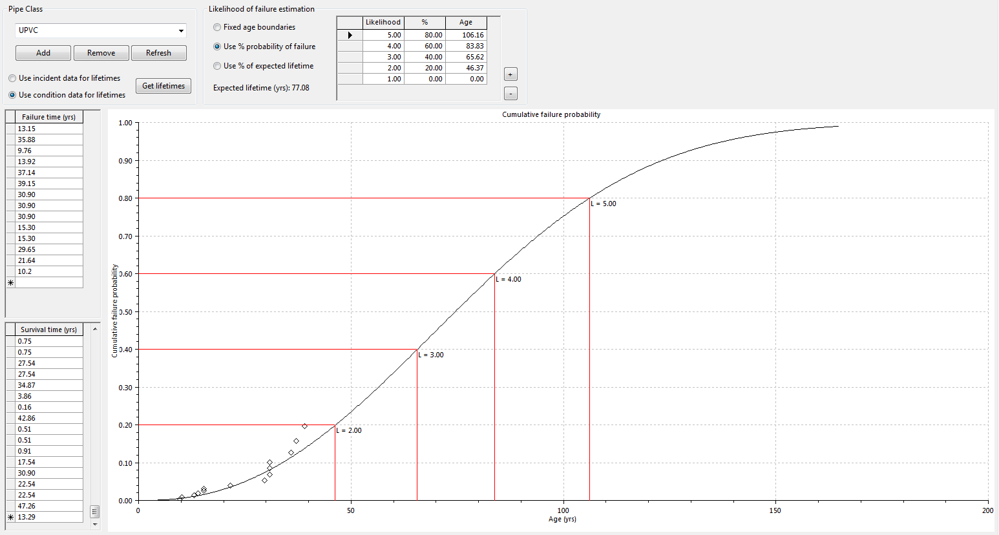 Pipe Class
UPVC
Add Remove Refresh
Use incident data for lifetimes
Use condition data for lifetimes
Get lifetimes
Likelihood of failure estimation
Fixed age boundaries
Use % probability of failure
Use % of expected lifetime
Expected lifetime (yrs): 77.08
Likelihood % Age
5.00 80.00 106.16
4.00 60.00 83.83
3.00 40.00 65.62
2.00 20.00 46.37
1.00 0.00 0.00
+
-
Failure time (yrs)
13.15
35.88
9.76
13.92
37.14
39.15
30.90
30.90
30.90
15.30
15.30
29.65
21.64
10.2
Survival time (yrs)
0.75
0.75
27.54
27.54
34.87
3.86
0.16
42.86
0.51
0.51
0.91
17.54
30.90
22.54
22.54
47.26
13.29
Cumulative failure probability
Cumulative failure probability
1.00
0.90
0.80
0.70
0.60
0.50
0.40
0.30
0.20
0.10
0.00
L = 5.00
L = 4.00
L = 3.00
L = 2.00
0 50 100 150 200
Age (yrs)